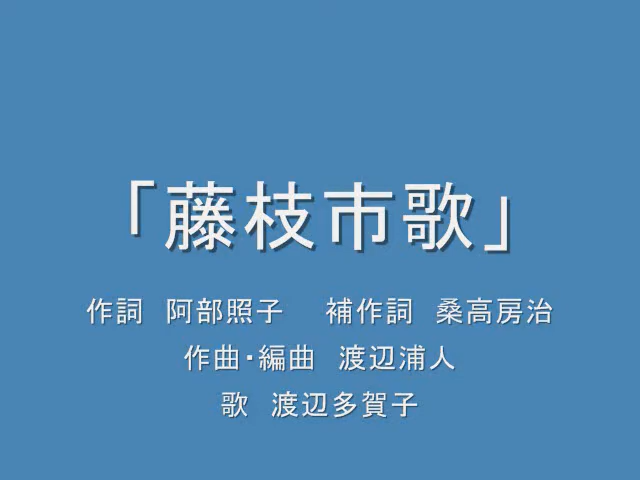 「藤枝市歌」
作詞　阿部照子　　補作詞　桑高房治
作曲・編曲　渡辺浦人
歌　渡辺多賀子